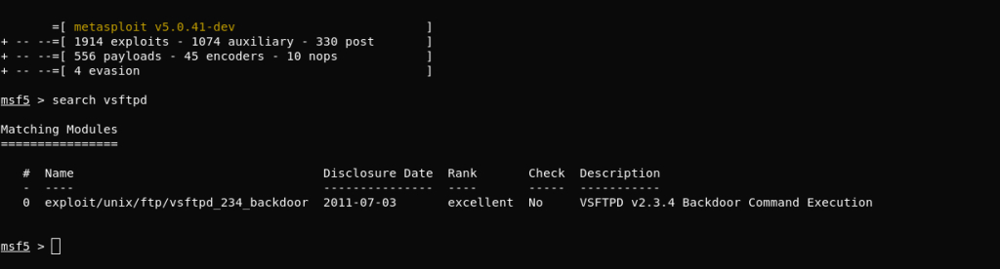 =[ metasploit v5.0.41-dev ]
+ -- --=[ 1914 exploits - 1074 auxiliary - 330 post ]
+ -- --=[ 556 payloads - 45 encoders - 10 nops ]
+ -- --=[ 4 evasion ]
msf5 > search vsftpd
Matching Modules
================
# Name Disclosure Date Rank Check Description
- ---- --------------- ---- ----- -----------
0 exploit/unix/ftp/vsftpd_234_backdoor 2011-07-03 excellent No VSFTPD v2.3.4 Backdoor Command Execution
msf5 >